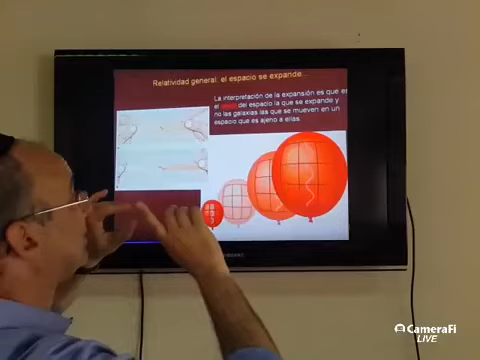 Relatividad general: el espacio se expande...
La interpretación de la expansión es que es
el
del espacio la que se expande y
no las galaxias las que se mueven en un
espacio que es ajeno a ellas.
CameraFi
LIVE